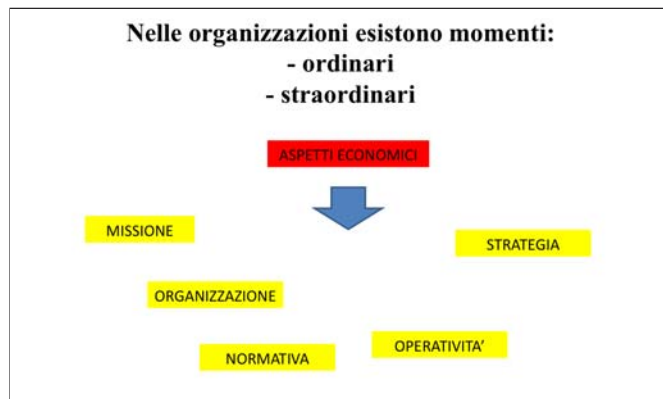 Nelle organizzazioni esistono momenti:
- ordinari
- straordinari
ASPETTI ECONOMICI
MISSIONE
STRATEGIA
ORGANIZZAZIONE
OPERATIVITA’
NORMATIVA